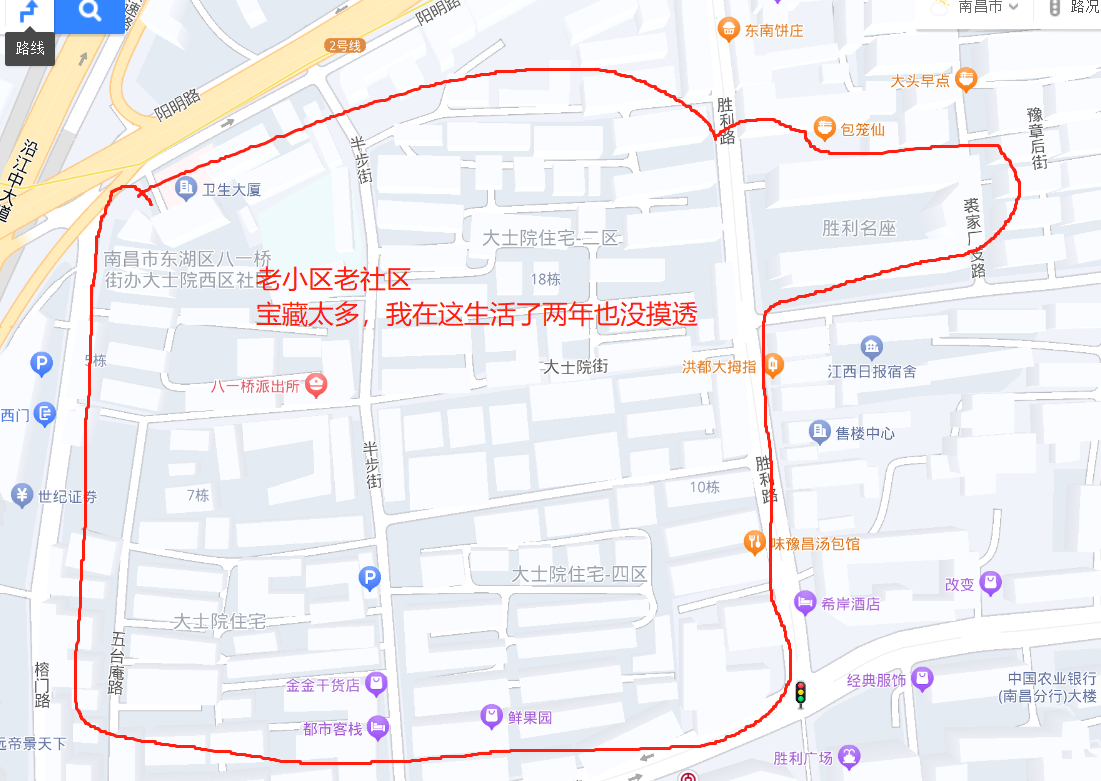 路线
速路
阳明路
2号线
南昌市
路况
东南饼庄
大头早点
阳明路
胜利路
包笼仙
豫章后街
沿江中大道
半步街
卫生大厦
裘家厂支路
大士院住宅-二区
胜利名座
南昌市东湖区八一桥
街办大士院西区社区
18栋
老小区老社区
宝藏太多，我在这生活了两年也没摸透
5栋
大士院街
洪都大拇指
江西日报宿舍
八一桥派出所
西门
售楼中心
半步街
胜利路
世纪证券
7栋
10栋
味豫昌汤包馆
大士院住宅-四区
改变
希岸酒店
大士院住宅
五台庵路
榕门路
金金干货店
经典服饰
中国农业银行
(南昌分行)大楼
鲜果园
都市客栈
远帝景天下
胜利广场